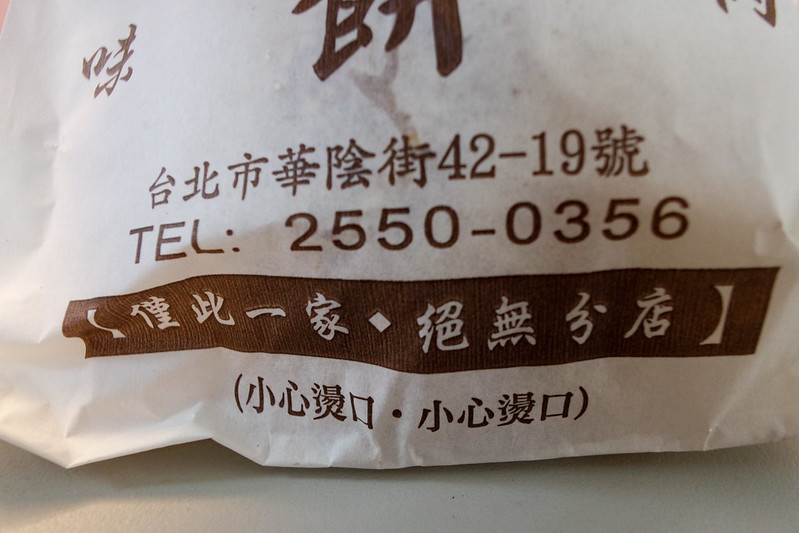 味
餅
台北市華陰街42-19號
TEL: 2550-0356
【僅此一家◆絕無分店】
(小心燙口・小心燙口)